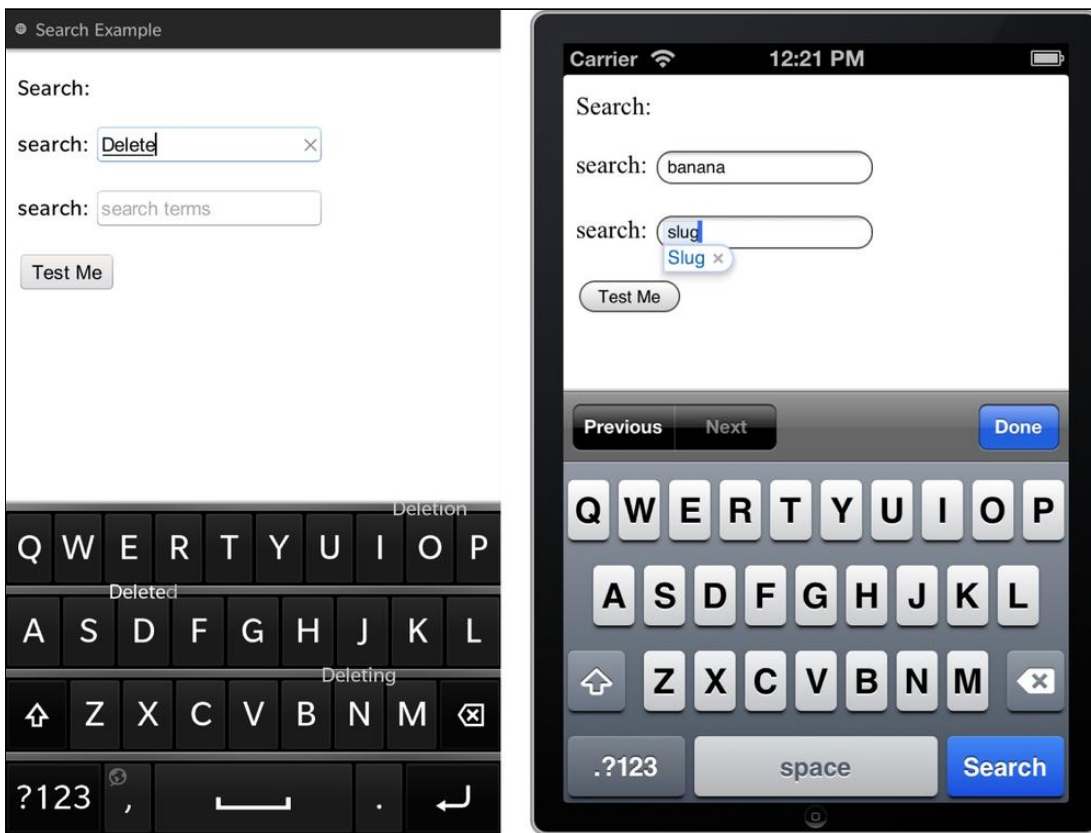 Search Example
Search:
search: Delete ×
search: search terms
Test Me
Deletion
Q W E R T Y U I O P
Deleted
A S D F G H J K L
Deleting
Z X C V B N M
?123 , .
Carrier 12:21 PM
Search:
search: banana
search: slug
Slug ×
Test Me
Previous Next Done
Q W E R T Y U I O P
A S D F G H J K L
Z X C V B N M
.?123 space Search